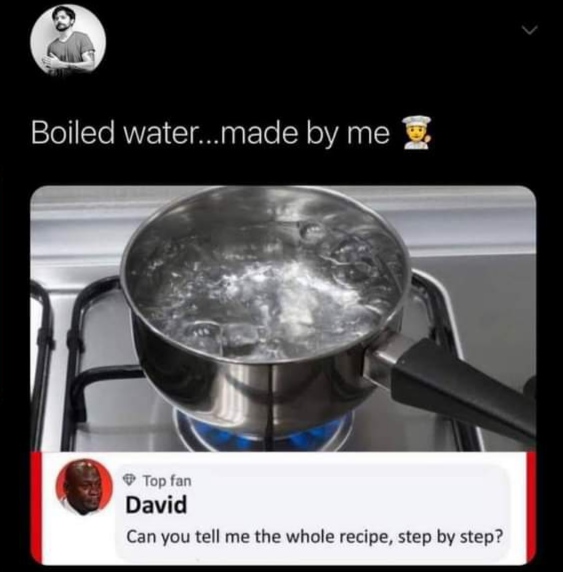 Boiled water...made by me 👨‍🍳
Top fan
David
Can you tell me the whole recipe, step by step?